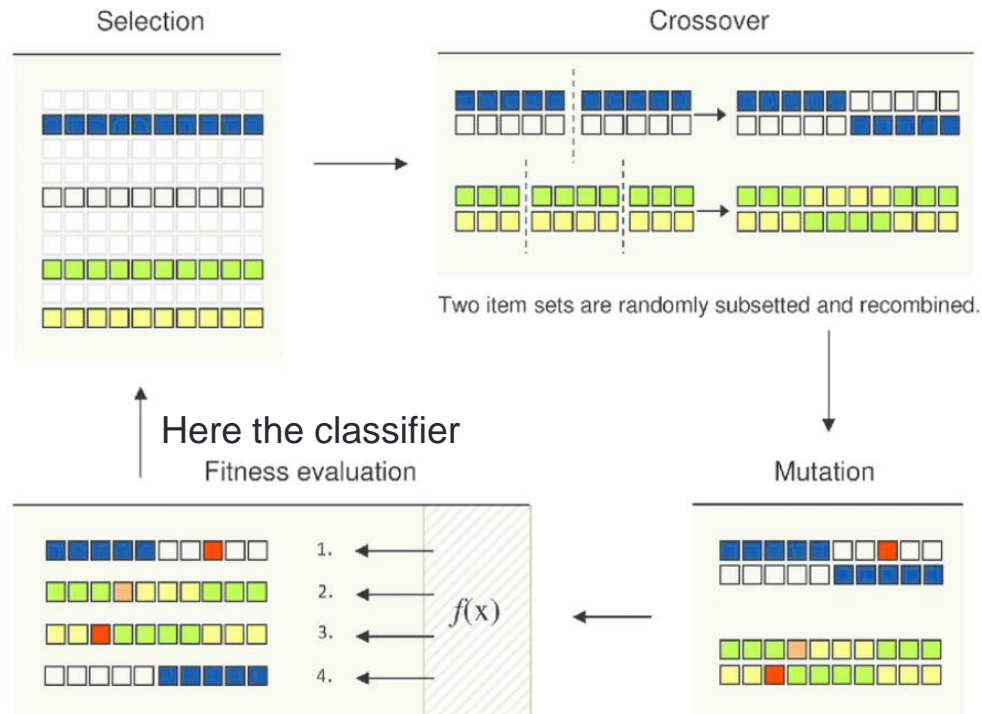 Selection
Crossover
Two item sets are randomly subsetted and recombined.
Here the classifier
Fitness evaluation
Mutation
1.
2.
3.
4.
f(x)